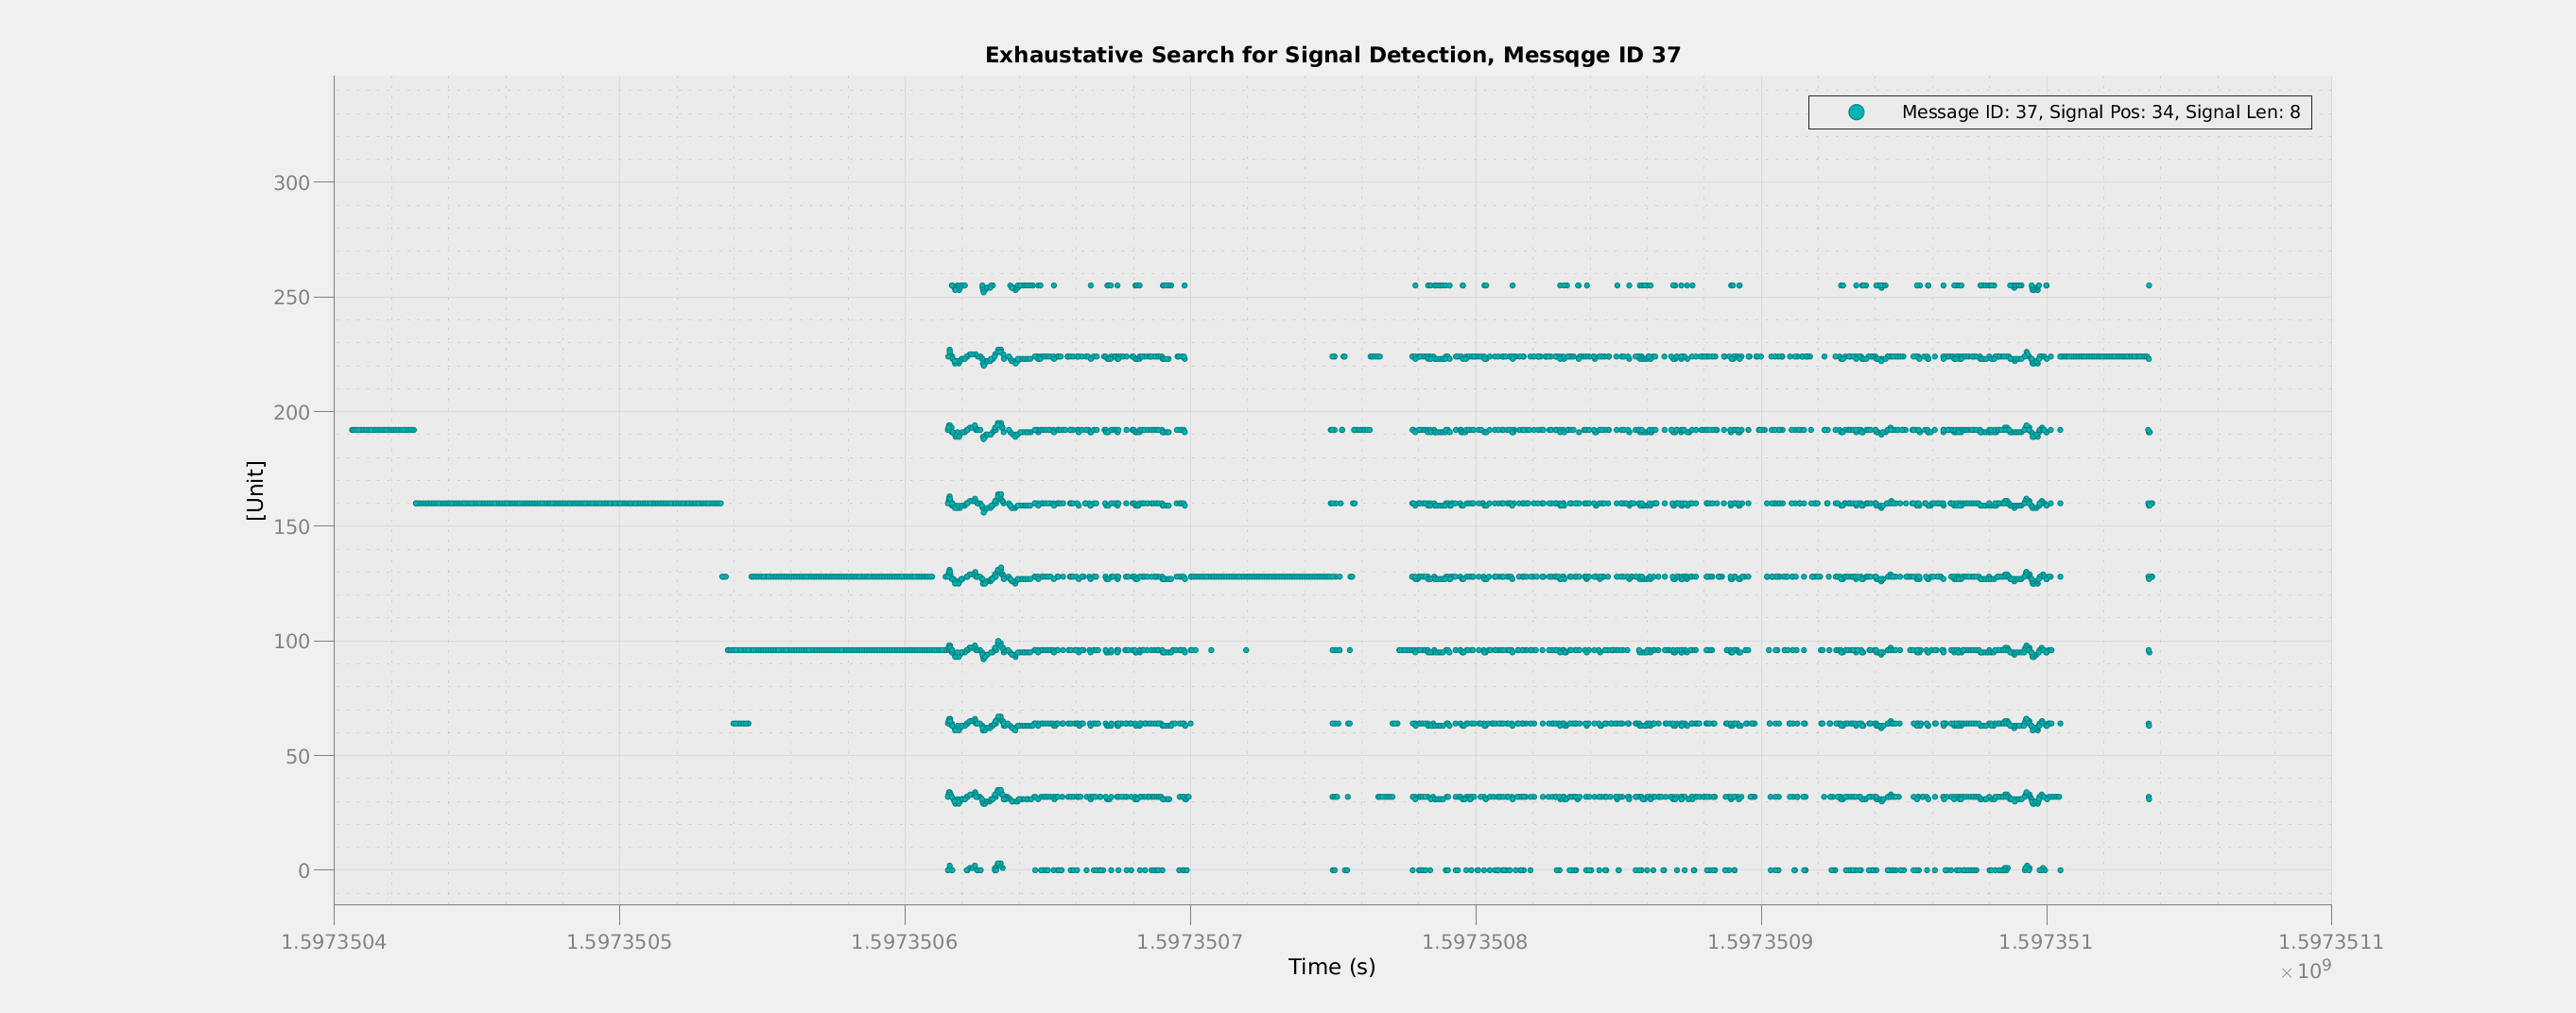 Exhaustative Search for Signal Detection, Messqge ID 37
Message ID: 37, Signal Pos: 34, Signal Len: 8
300
250
200
150
100
50
0
[Unit]
1.5973504 1.5973505 1.5973506 1.5973507 1.5973508 1.5973509 1.597351 1.5973511
Time (s)
×10⁹